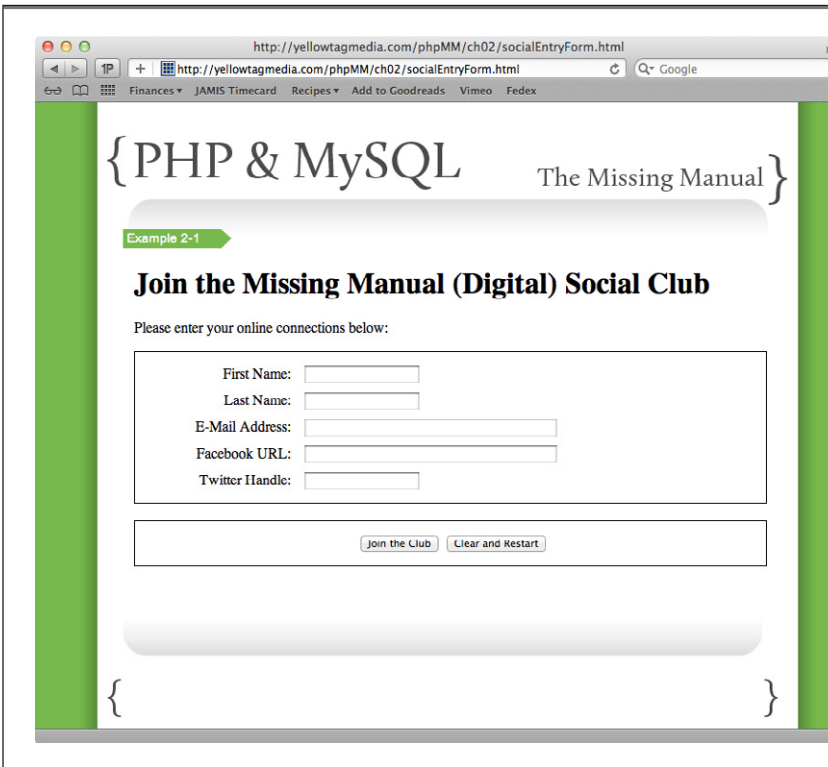 http://yellowtagmedia.com/phpMM/ch02/socialEntryForm.html
1P + http://yellowtagmedia.com/phpMM/ch02/socialEntryForm.html Google
Finances JAMIS Timecard Recipes Add to Goodreads Vimeo Fedex
{PHP & MySQL
The Missing Manual}
Example 2-1
Join the Missing Manual (Digital) Social Club
Please enter your online connections below:
First Name:
Last Name:
E-Mail Address:
Facebook URL:
Twitter Handle:
Join the Club Clear and Restart
{ }